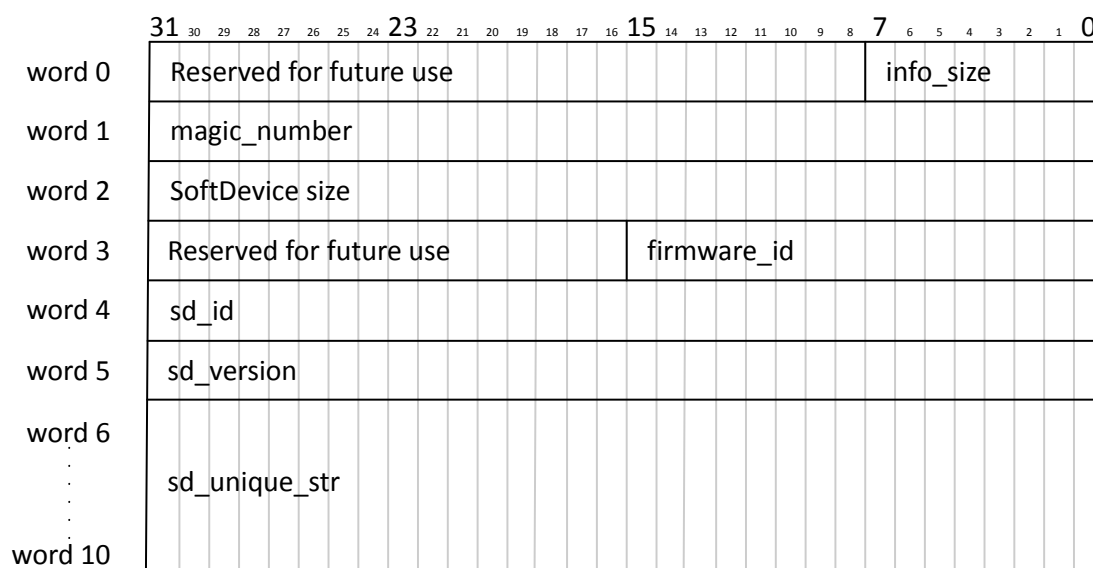 31 30 29 28 27 26 25 24 23 22 21 20 19 18 17 16 15 14 13 12 11 10 9 8 7 6 5 4 3 2 1 0
word 0 Reserved for future use info_size
word 1 magic_number
word 2 SoftDevice size
word 3 Reserved for future use firmware_id
word 4 sd_id
word 5 sd_version
word 6
sd_unique_str
word 10